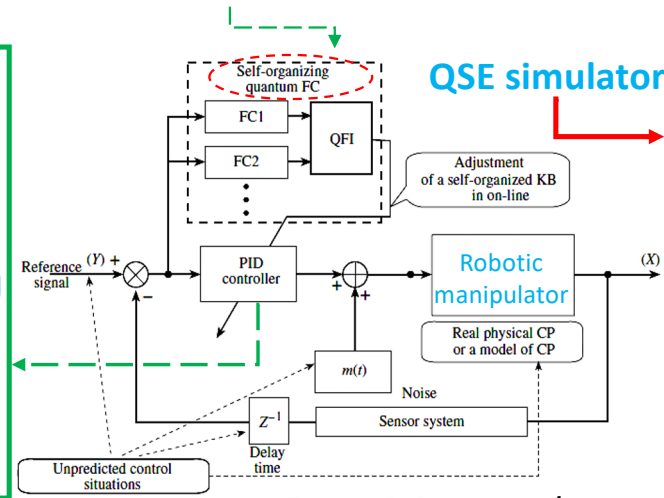 Self-organizing
quantum FC
QSE simulator
FC1
QFI
FC2
Adjustment
of a self-organized KB
in on-line
Reference
signal
(Y)
+
−
PID
controller
+
+
Robotic
manipulator
(X)
Real physical CP
or a model of CP
m(t)
Noise
Z⁻¹
Sensor system
Delay
time
Unpredicted control
situations